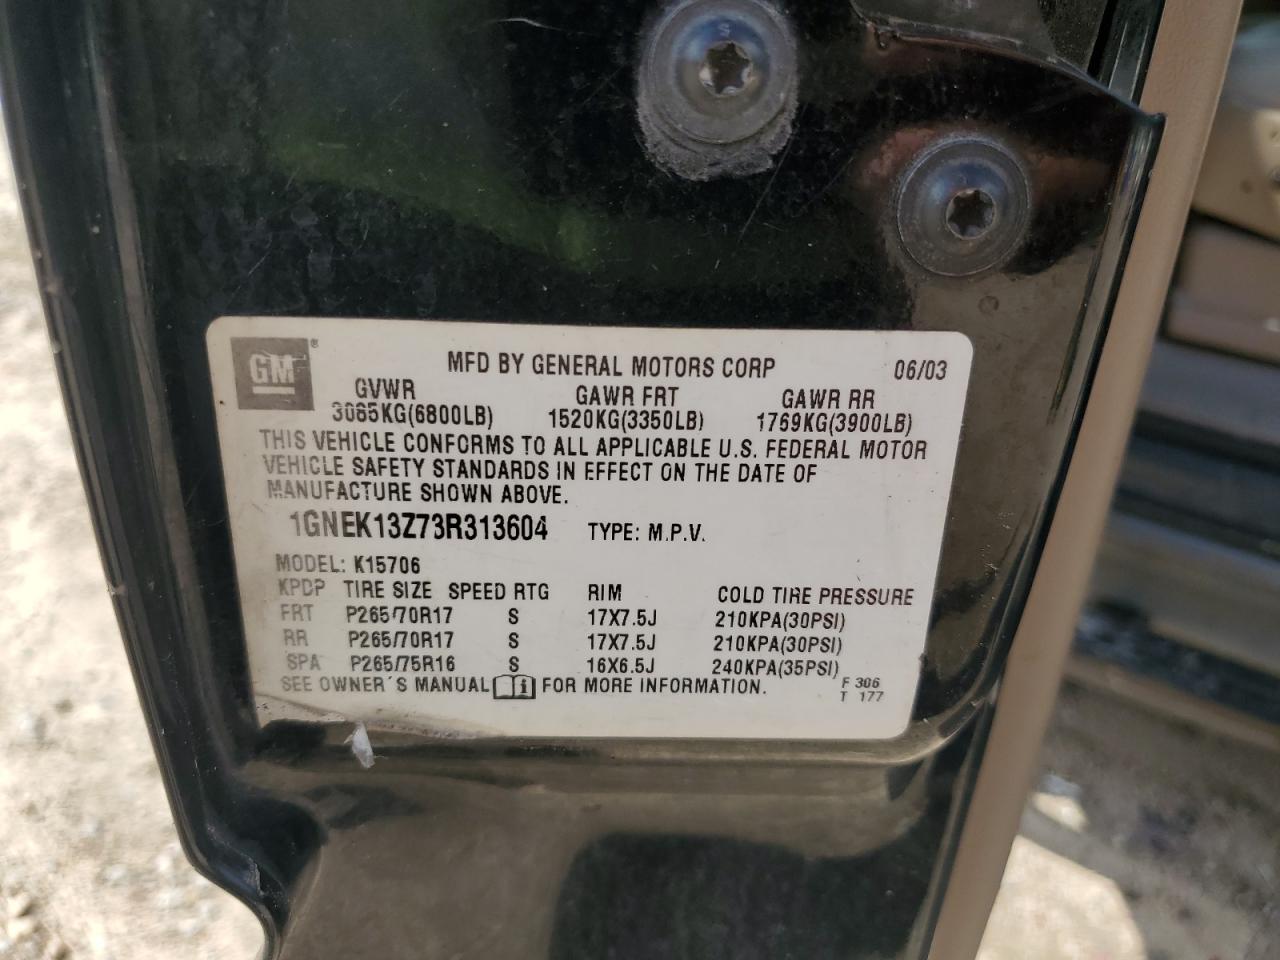 GM ® MFD BY GENERAL MOTORS CORP 06/03
GVWR GAWR FRT GAWR RR
3085KG(6800LB) 1520KG(3350LB) 1769KG(3900LB)
THIS VEHICLE CONFORMS TO ALL APPLICABLE U.S. FEDERAL MOTOR
VEHICLE SAFETY STANDARDS IN EFFECT ON THE DATE OF
MANUFACTURE SHOWN ABOVE.
1GNEK13Z73R313604 TYPE: M.P.V.
MODEL: K15706
KPDP TIRE SIZE SPEED RTG RIM COLD TIRE PRESSURE
FRT P265/70R17 S 17X7.5J 210KPA(30PSI)
RR P265/70R17 S 17X7.5J 210KPA(30PSI)
SPA P265/75R16 S 16X6.5J 240KPA(35PSI)
SEE OWNER'S MANUAL FOR MORE INFORMATION. F 306
T 177